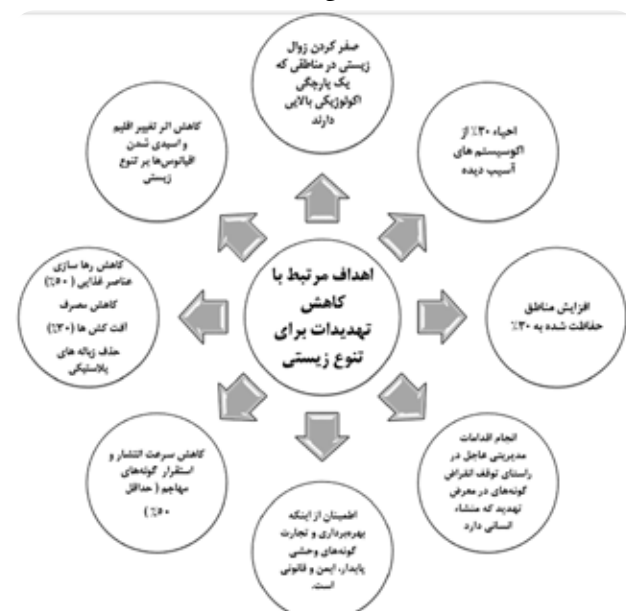 صفر کردن زوال
زیستی در مناطقی که
یک پارچگی
اکولوژیکی بالایی
دارند
احیاء ۳۰٪ از
اکوسیستم های
آسیب دیده
افزایش مناطق
حفاظت شده به ۳۰٪
انجام اقدامات
مدیریتی عاجل در
راستای توقف انقراض
گونه‌های در معرض
تهدید که منشاء
انسانی دارد
اطمینان از اینکه
بهره‌برداری و تجارت
گونه‌های وحشی
پایدار، ایمن و قانونی
است.
کاهش سرعت انتشار و
استقرار گونه‌های
مهاجم ( حداقل
۵۰٪ )
کاهش رها سازی
عناصر غذایی ( ۵۰٪)
کاهش مصرف
آفت کش ها (۳۰٪)
حذف زباله های
پلاستیکی
کاهش اثر تغییر اقلیم
و اسیدی شدن
اقیانوس‌ها بر تنوع
زیستی
اهداف مرتبط با
کاهش
تهدیدات برای
تنوع زیستی